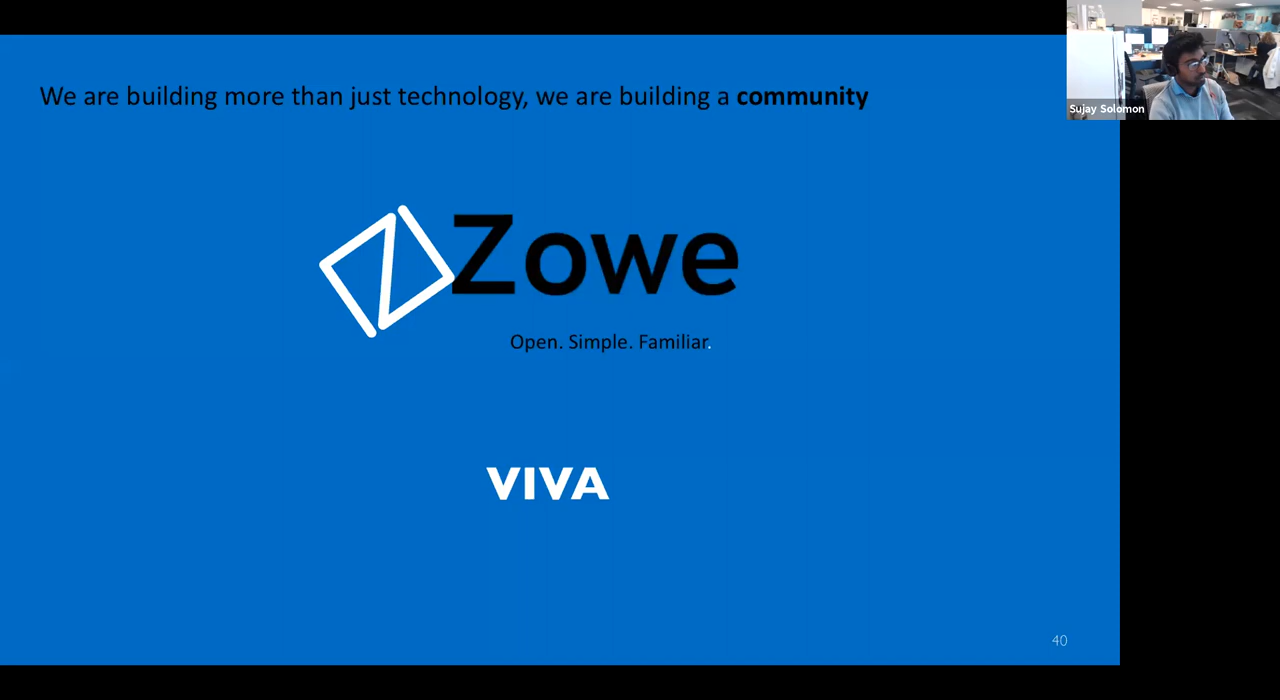 We are building more than just technology, we are building a community
Sujay Solomon
Zowe
Open. Simple. Familiar.
VIVA
40